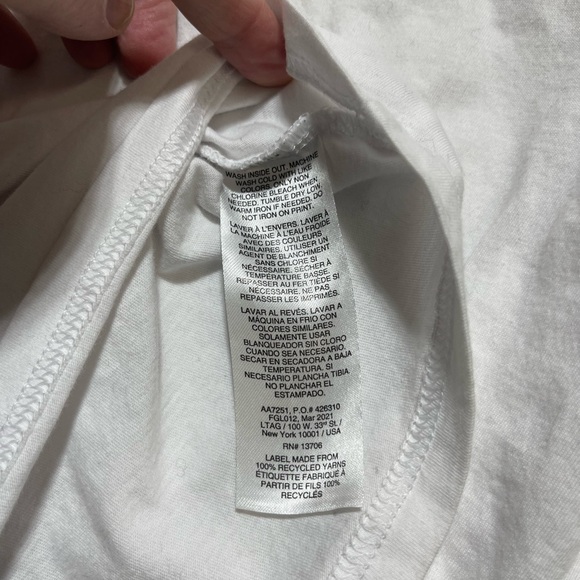 WASH INSIDE OUT. MACHINE
WASH COLD WITH LIKE
COLORS. ONLY NON
CHLORINE BLEACH WHEN
NEEDED. TUMBLE DRY LOW.
WARM IRON IF NEEDED. DO
NOT IRON ON PRINT.
LAVER À L'ENVERS. LAVER À
LA MACHINE À L'EAU FROIDE
AVEC DES COULEURS
SIMILAIRES. UTILISER UN
AGENT DE BLANCHIMENT
SANS CHLORE SI
NÉCESSAIRE. SÉCHER À
TEMPÉRATURE BASSE.
REPASSER AU FER TIÈDE SI
NÉCESSAIRE. NE PAS
REPASSER LES IMPRIMÉS.
LAVAR AL REVÉS. LAVAR A
MÁQUINA EN FRIO CON
COLORES SIMILARES.
SOLAMENTE USAR
BLANQUEADOR SIN CLORO
CUANDO SEA NECESARIO.
SECAR EN SECADORA A BAJA
TEMPERATURA. SI
NECESARIO PLANCHA TIBIA
NO PLANCHAR EL
ESTAMPADO.
AA7251, P.O.# 426310
FGL012, Mar 2021
LTAG / 100 W. 33rd St. /
New York 10001 / USA
RN# 13706
LABEL MADE FROM
100% RECYCLED YARNS
ÉTIQUETTE FABRIQUÉ À
PARTIR DE FILS 100%
RECYCLÉS